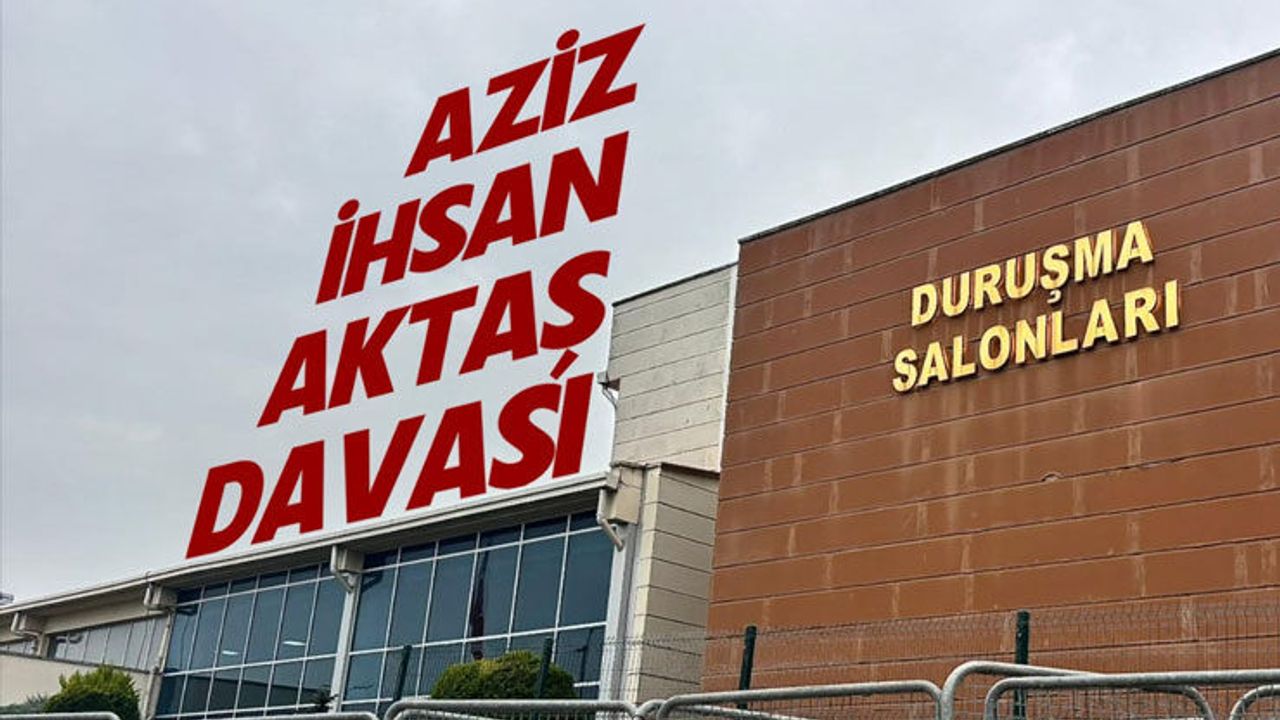 AZİZ
İHSAN
AKTAŞ
DAVASI
DURUŞMA
SALONLARI